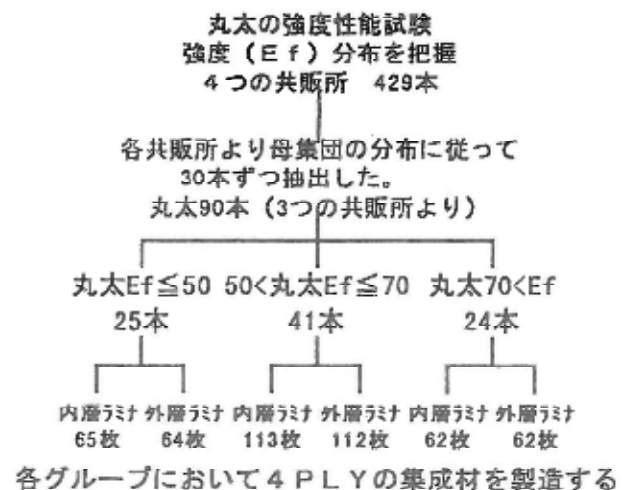 丸太の強度性能試験
強度(Ef)分布を把握
4つの共販所 429本
各共販所より母集団の分布に従って
30本ずつ抽出した。
丸太90本(3つの共販所より)
丸太Ef≦50 50<丸太Ef≦70 丸太70<Ef
25本 41本 24本
内層ラミナ 外層ラミナ 内層ラミナ 外層ラミナ 内層ラミナ 外層ラミナ
65枚 64枚 113枚 112枚 62枚 62枚
各グループにおいて4PLYの集成材を製造する